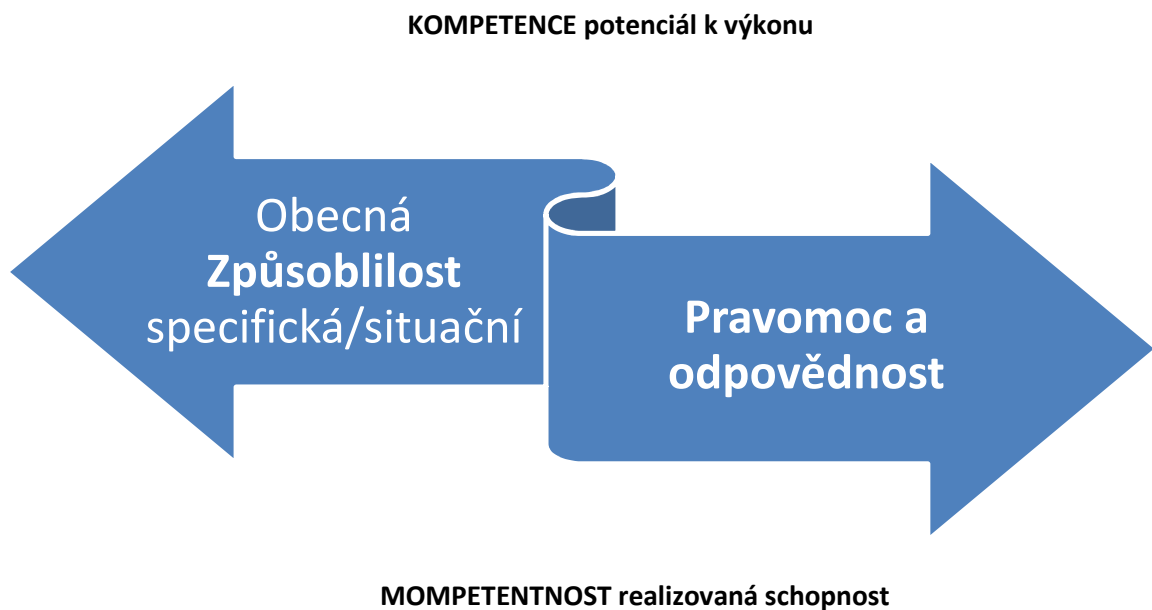 KOMPETENCE potenciál k výkonu
Obecná
Způsoblilost
specifická/situační
Pravomoc a
odpovědnost
MOMPETENTNOST realizovaná schopnost